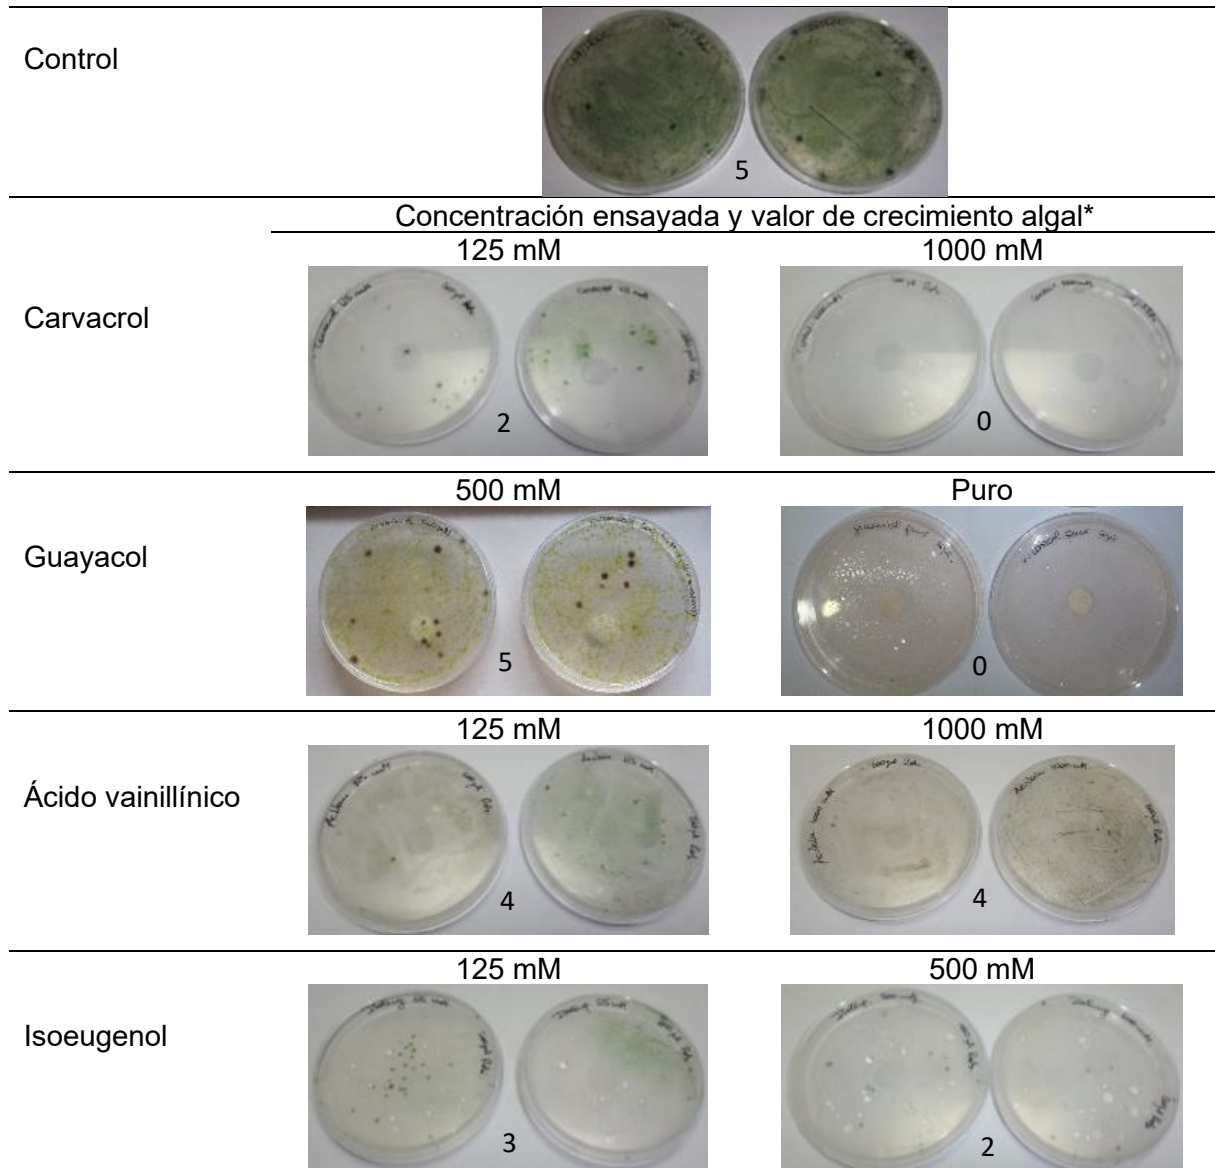 Control
5
Concentración ensayada y valor de crecimiento algal*
125 mM 1000 mM
Carvacrol
2 0
500 mM Puro
Guayacol
5 0
125 mM 1000 mM
Ácido vainillínico
4 4
125 mM 500 mM
Isoeugenol
3 2